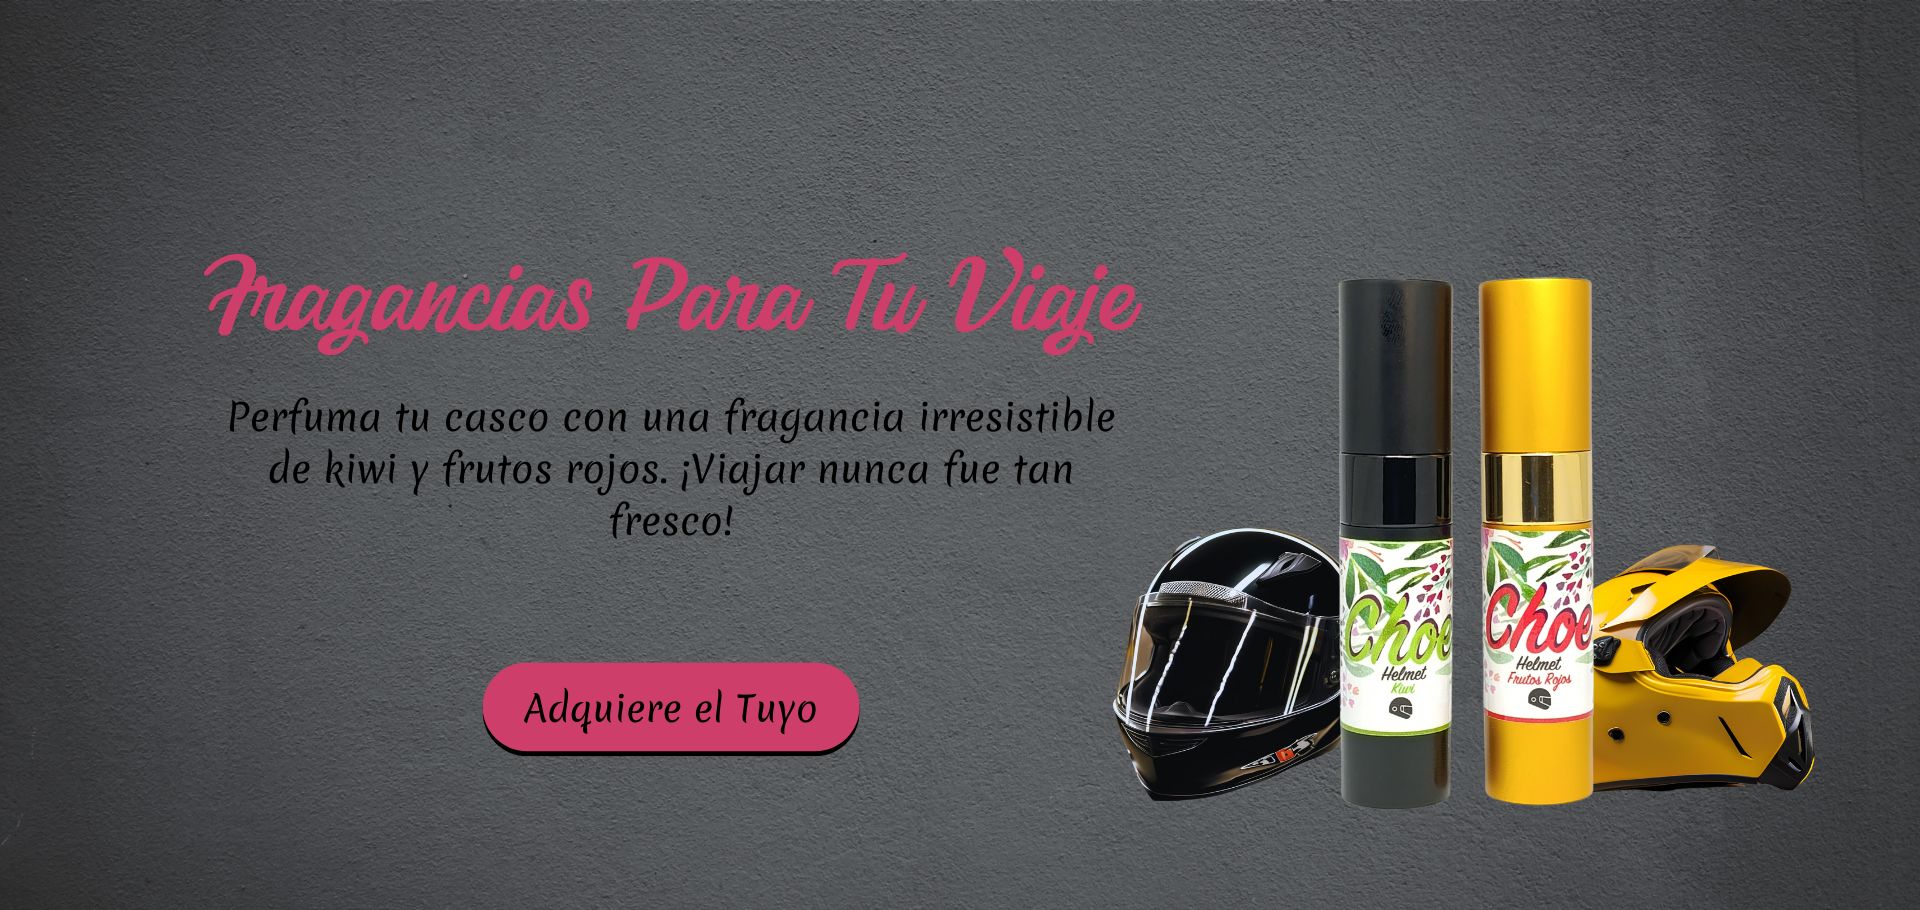 Fragancias Para Tu Viaje
Perfuma tu casco con una fragancia irresistible
de kiwi y frutos rojos. ¡Viajar nunca fue tan
fresco!
Adquiere el Tuyo
Choe
Helmet
Kiwi
Choe
Helmet
Frutos Rojos